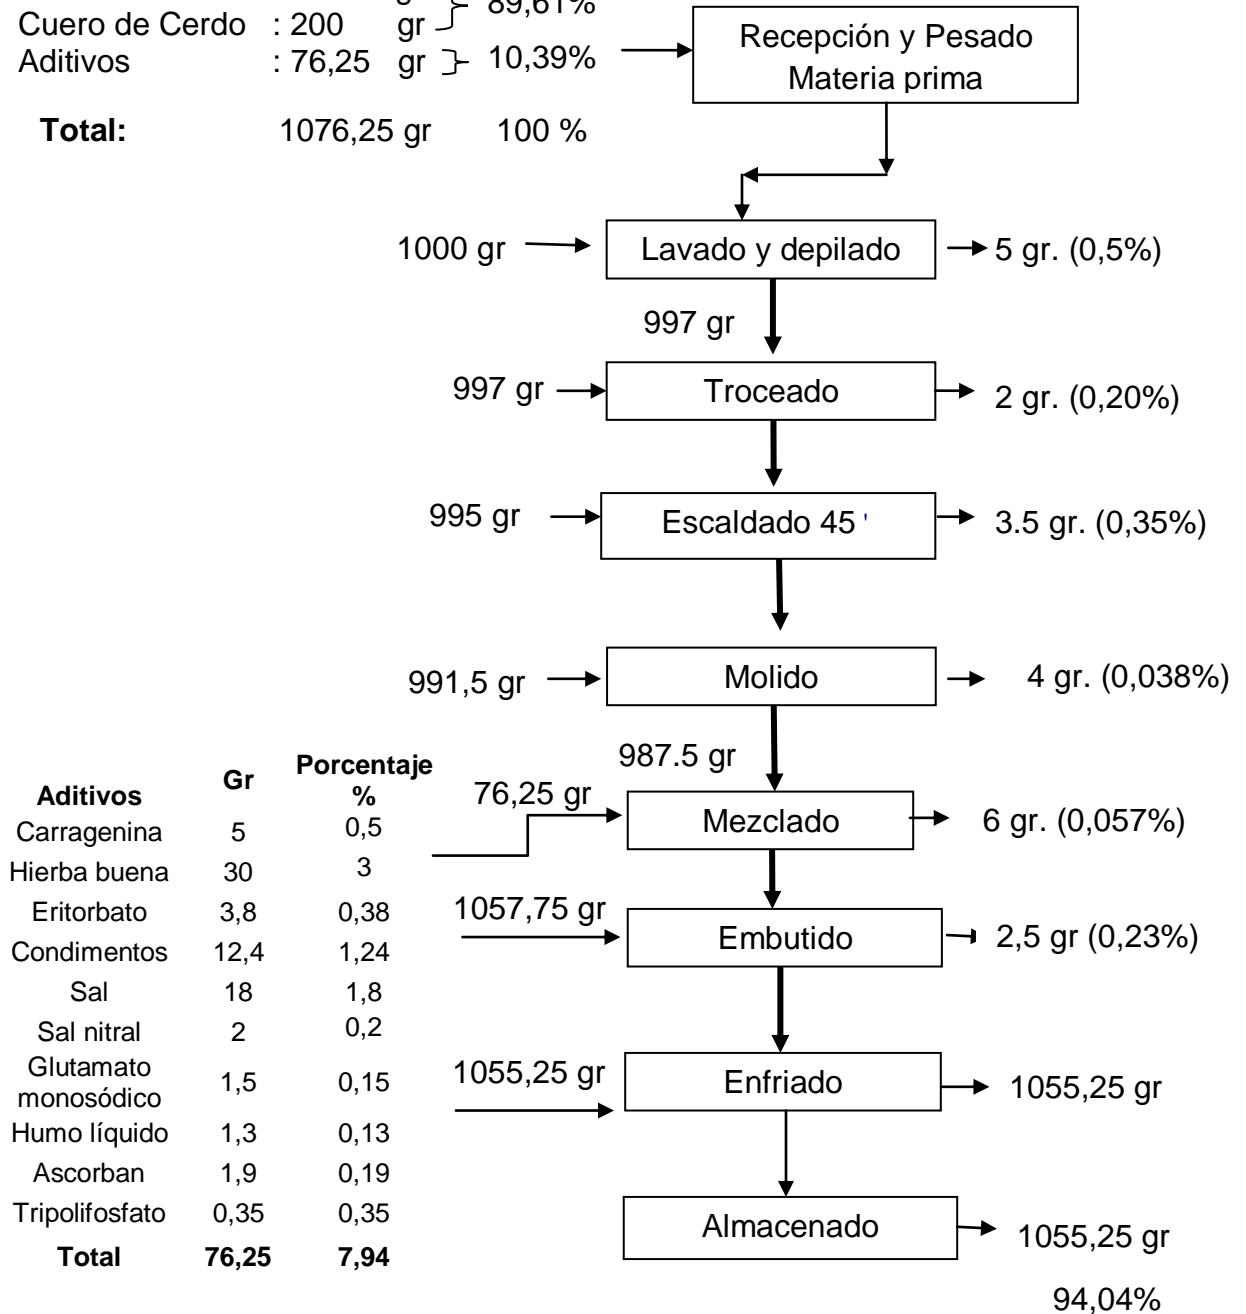 gr 89,61%
Cuero de Cerdo : 200 gr
Aditivos : 76,25 gr 10,39%
Total: 1076,25 gr 100 %
Recepción y Pesado
Materia prima
1000 gr Lavado y depilado 5 gr. (0,5%)
997 gr
997 gr Troceado 2 gr. (0,20%)
995 gr Escaldado 45 ' 3.5 gr. (0,35%)
991,5 gr Molido 4 gr. (0,038%)
987.5 gr
76,25 gr Mezclado 6 gr. (0,057%)
1057,75 gr Embutido 2,5 gr (0,23%)
1055,25 gr Enfriado 1055,25 gr
Almacenado 1055,25 gr
94,04%
Aditivos Gr Porcentaje %
Carragenina 5 0,5
Hierba buena 30 3
Eritorbato 3,8 0,38
Condimentos 12,4 1,24
Sal 18 1,8
Sal nitral 2 0,2
Glutamato
monosódico 1,5 0,15
Humo líquido 1,3 0,13
Ascorban 1,9 0,19
Tripolifosfato 0,35 0,35
Total 76,25 7,94